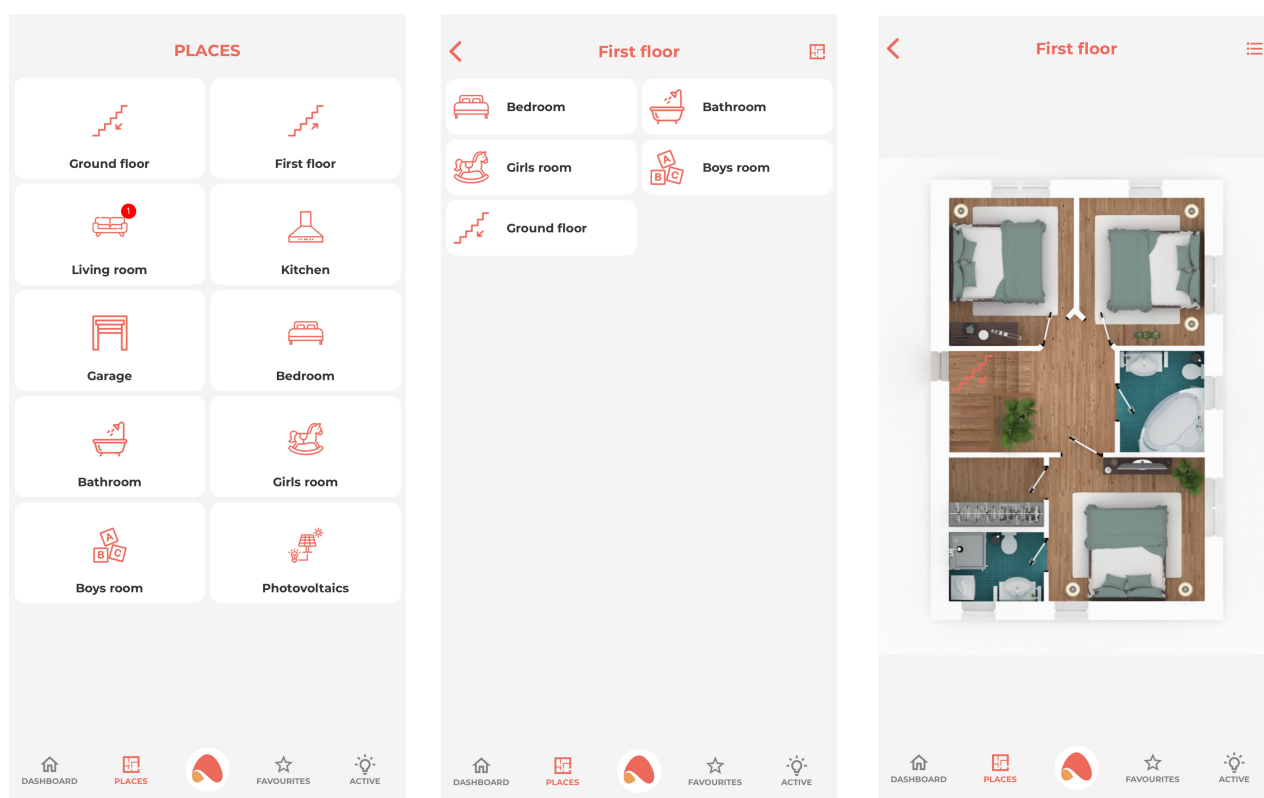 PLACES
Ground floor
First floor
1
Living room
Kitchen
Garage
Bedroom
Bathroom
Girls room
A
B C
Boys room
Photovoltaics
DASHBOARD
PLACES
FAVOURITES
ACTIVE
First floor
Bedroom
Bathroom
Girls room
A
B C
Boys room
Ground floor
DASHBOARD
PLACES
FAVOURITES
ACTIVE
First floor
DASHBOARD
PLACES
FAVOURITES
ACTIVE